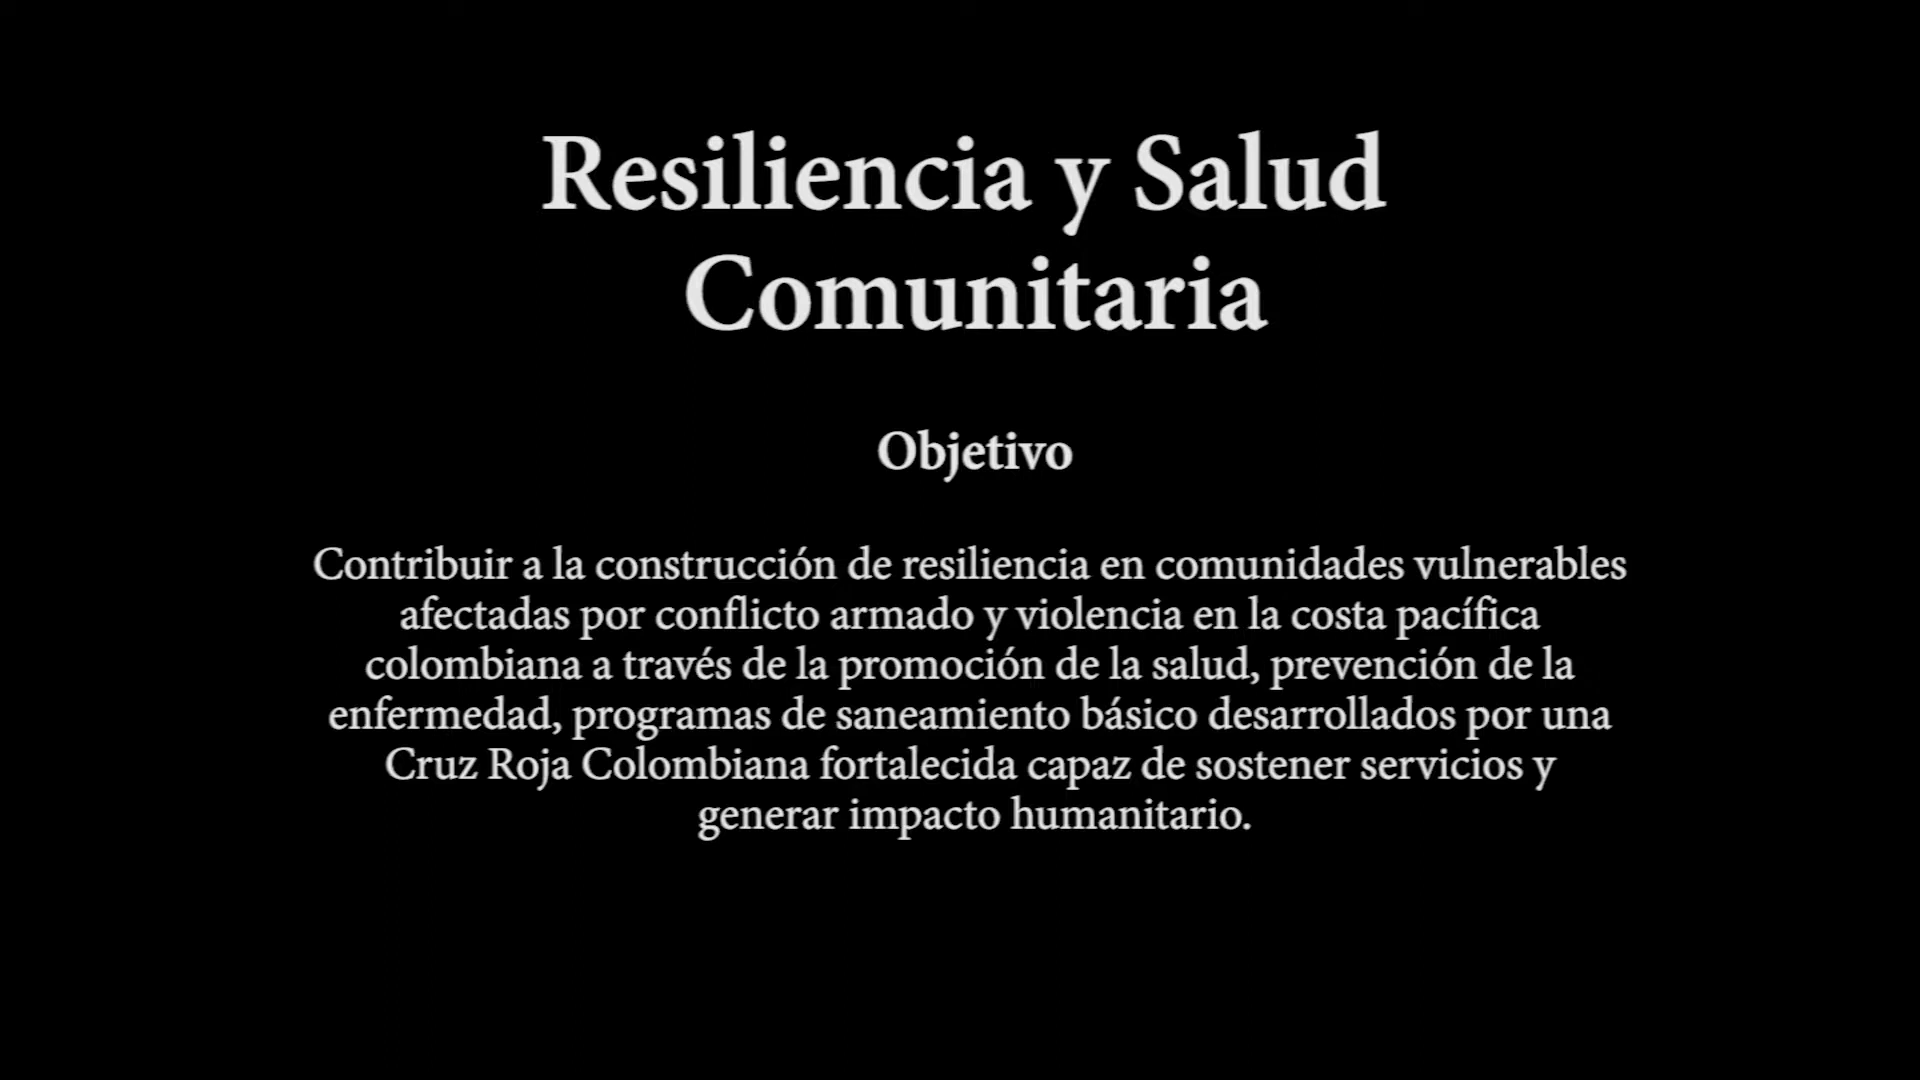 Resiliencia y Salud
Comunitaria
Objetivo
Contribuir a la construcción de resiliencia en comunidades vulnerables
afectadas por conflicto armado y violencia en la costa pacífica
colombiana a través de la promoción de la salud, prevención de la
enfermedad, programas de saneamiento básico desarrollados por una
Cruz Roja Colombiana fortalecida capaz de sostener servicios y
generar impacto humanitario.